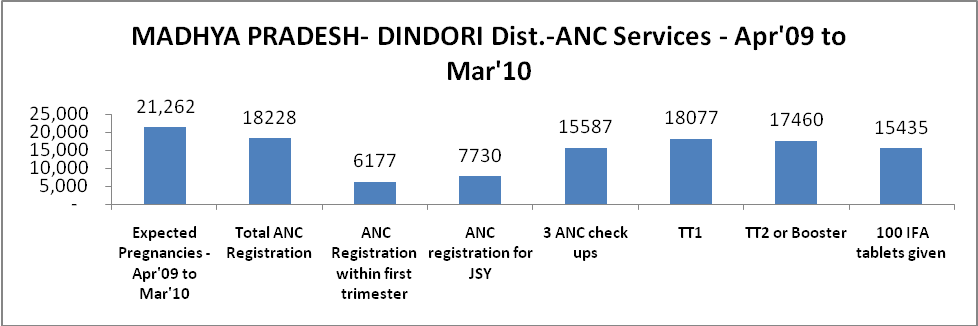 MADHYA PRADESH- DINDORI Dist.-ANC Services - Apr'09 to
Mar'10
25,000
20,000
15,000
10,000
5,000
-
21,262
18228
6177
7730
15587
18077
17460
15435
Expected
Pregnancies -
Apr'09 to
Mar'10
Total ANC
Registration
ANC
Registration
within first
trimester
ANC
registration for
JSY
3 ANC check
ups
TT1
TT2 or Booster
100 IFA
tablets given